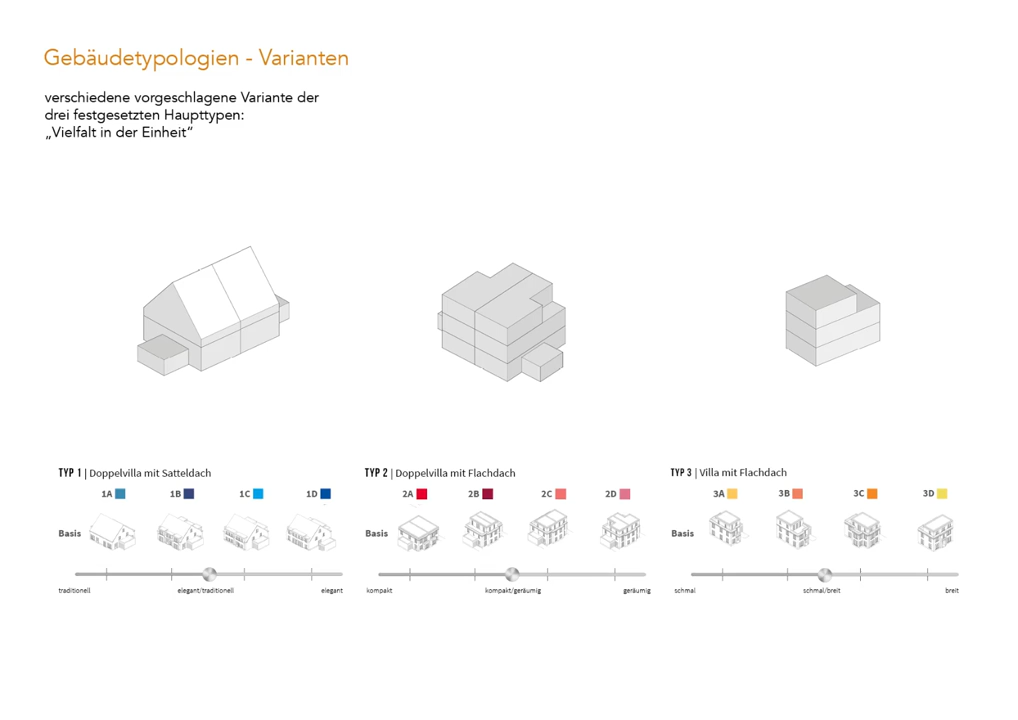 Gebäudetypologien - Varianten
verschiedene vorgeschlagene Variante der
drei festgesetzten Haupttypen:
„Vielfalt in der Einheit“
TYP 1 | Doppelvilla mit Satteldach
1A 1B 1C 1D
Basis
traditionell elegant/traditionell elegant
TYP 2 | Doppelvilla mit Flachdach
2A 2B 2C 2D
Basis
kompakt kompakt/geräumig geräumig
TYP 3 | Villa mit Flachdach
3A 3B 3C 3D
Basis
schmal schmal/breit breit